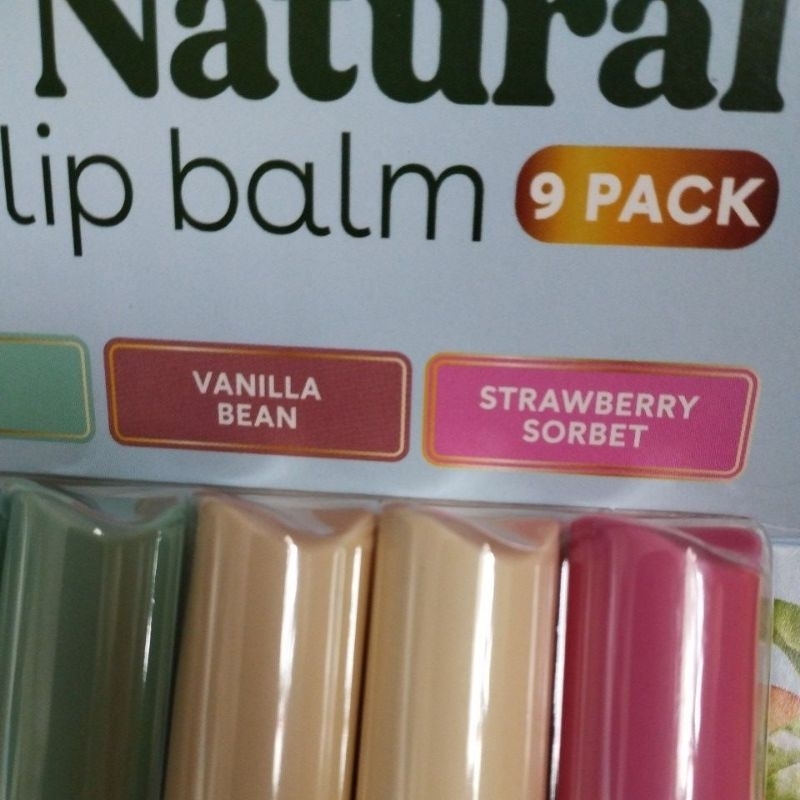 Natural
lip balm
9 PACK
VANILLA
BEAN
STRAWBERRY
SORBET